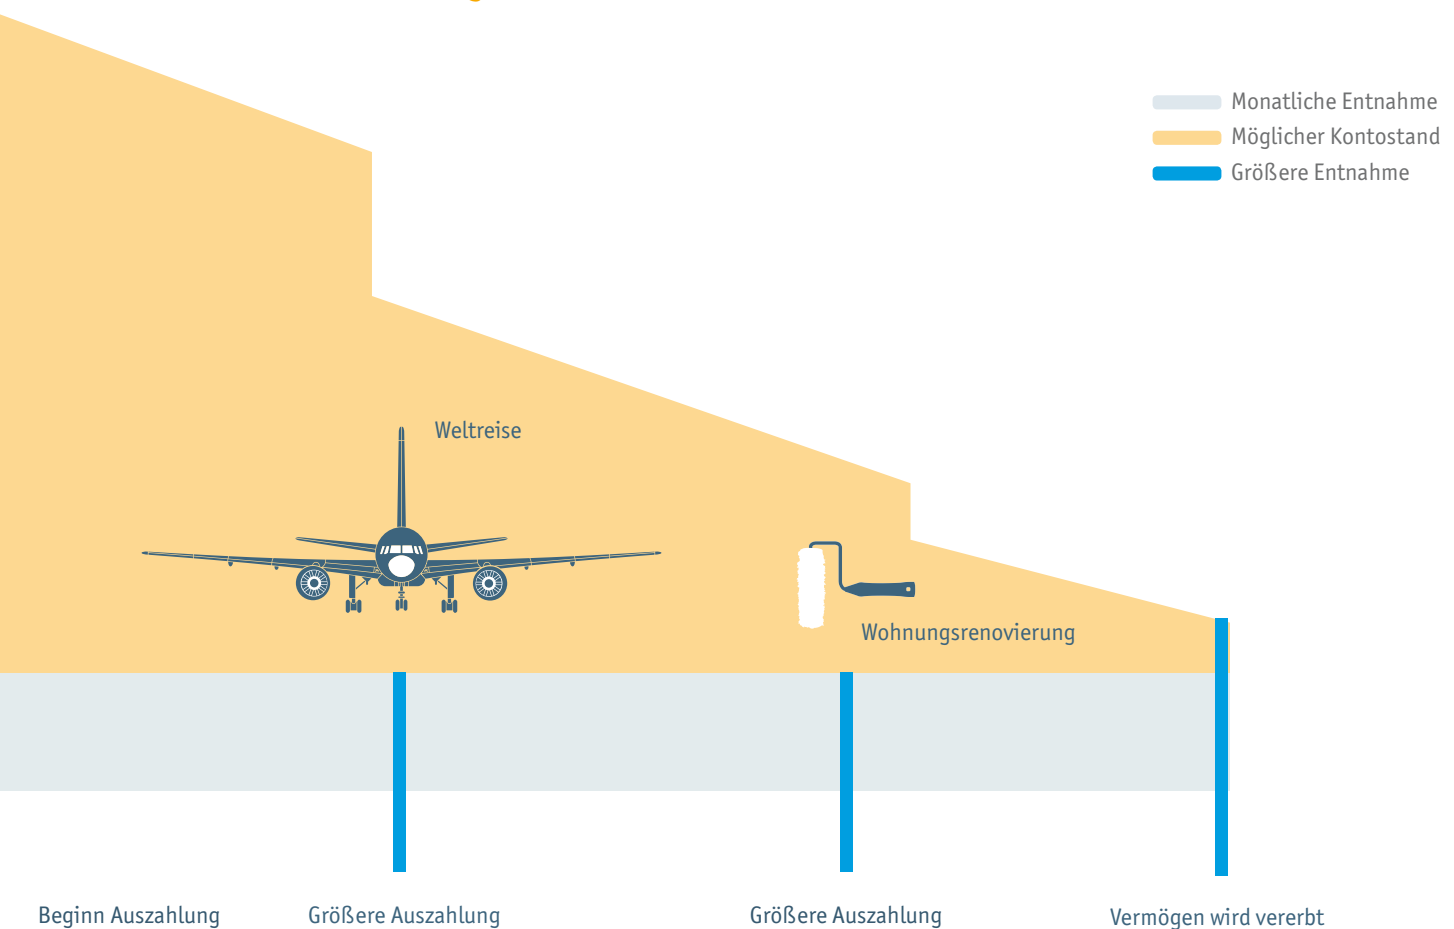 Monatliche Entnahme
Möglicher Kontostand
Größere Entnahme
Weltreise
Wohnungsrenovierung
Beginn Auszahlung
Größere Auszahlung
Größere Auszahlung
Vermögen wird vererbt